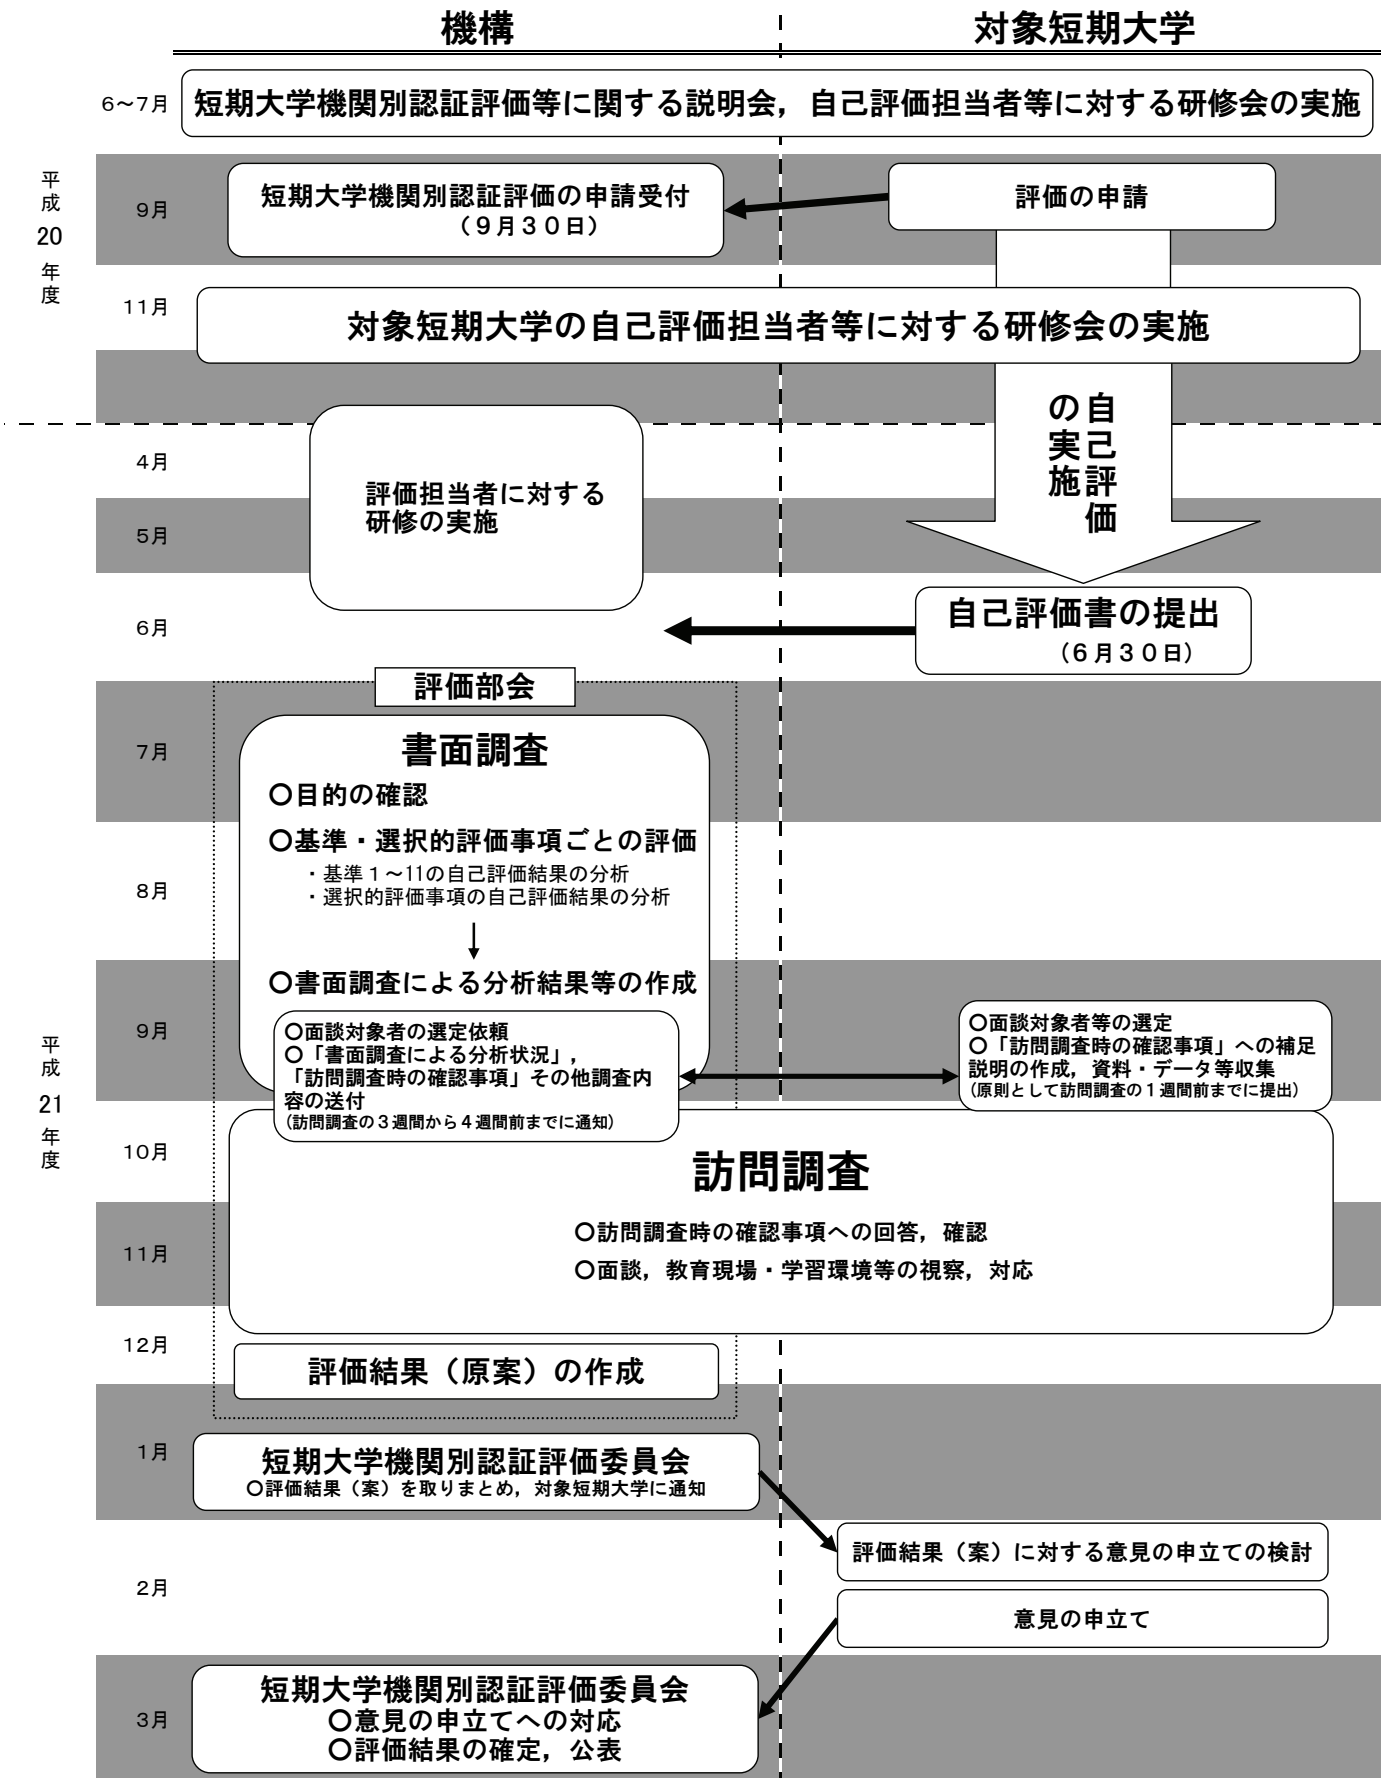 機構
対象短期大学
6～7月
短期大学機関別認証評価等に関する説明会，自己評価担当者等に対する研修会の実施
平成20年度
9月
短期大学機関別認証評価の申請受付
（９月３０日）
評価の申請
11月
対象短期大学の自己評価担当者等に対する研修会の実施
自己評価
の実施
4月
評価担当者に対する
研修の実施
5月
6月
自己評価書の提出
（６月３０日）
評価部会
7月
書面調査
○目的の確認
○基準・選択的評価事項ごとの評価
・基準１～11の自己評価結果の分析
・選択的評価事項の自己評価結果の分析
8月
↓
○書面調査による分析結果等の作成
平成21年度
9月
○面談対象者の選定依頼
○「書面調査による分析状況」，
「訪問調査時の確認事項」その他調査内
容の送付
(訪問調査の３週間から４週間前までに通知)
○面談対象者等の選定
○「訪問調査時の確認事項」への補足
説明の作成，資料・データ等収集
(原則として訪問調査の１週間前までに提出)
10月
訪問調査
○訪問調査時の確認事項への回答，確認
11月
○面談，教育現場・学習環境等の視察，対応
12月
評価結果（原案）の作成
1月
短期大学機関別認証評価委員会
○評価結果（案）を取りまとめ，対象短期大学に通知
評価結果（案）に対する意見の申立ての検討
2月
意見の申立て
3月
短期大学機関別認証評価委員会
○意見の申立てへの対応
○評価結果の確定，公表